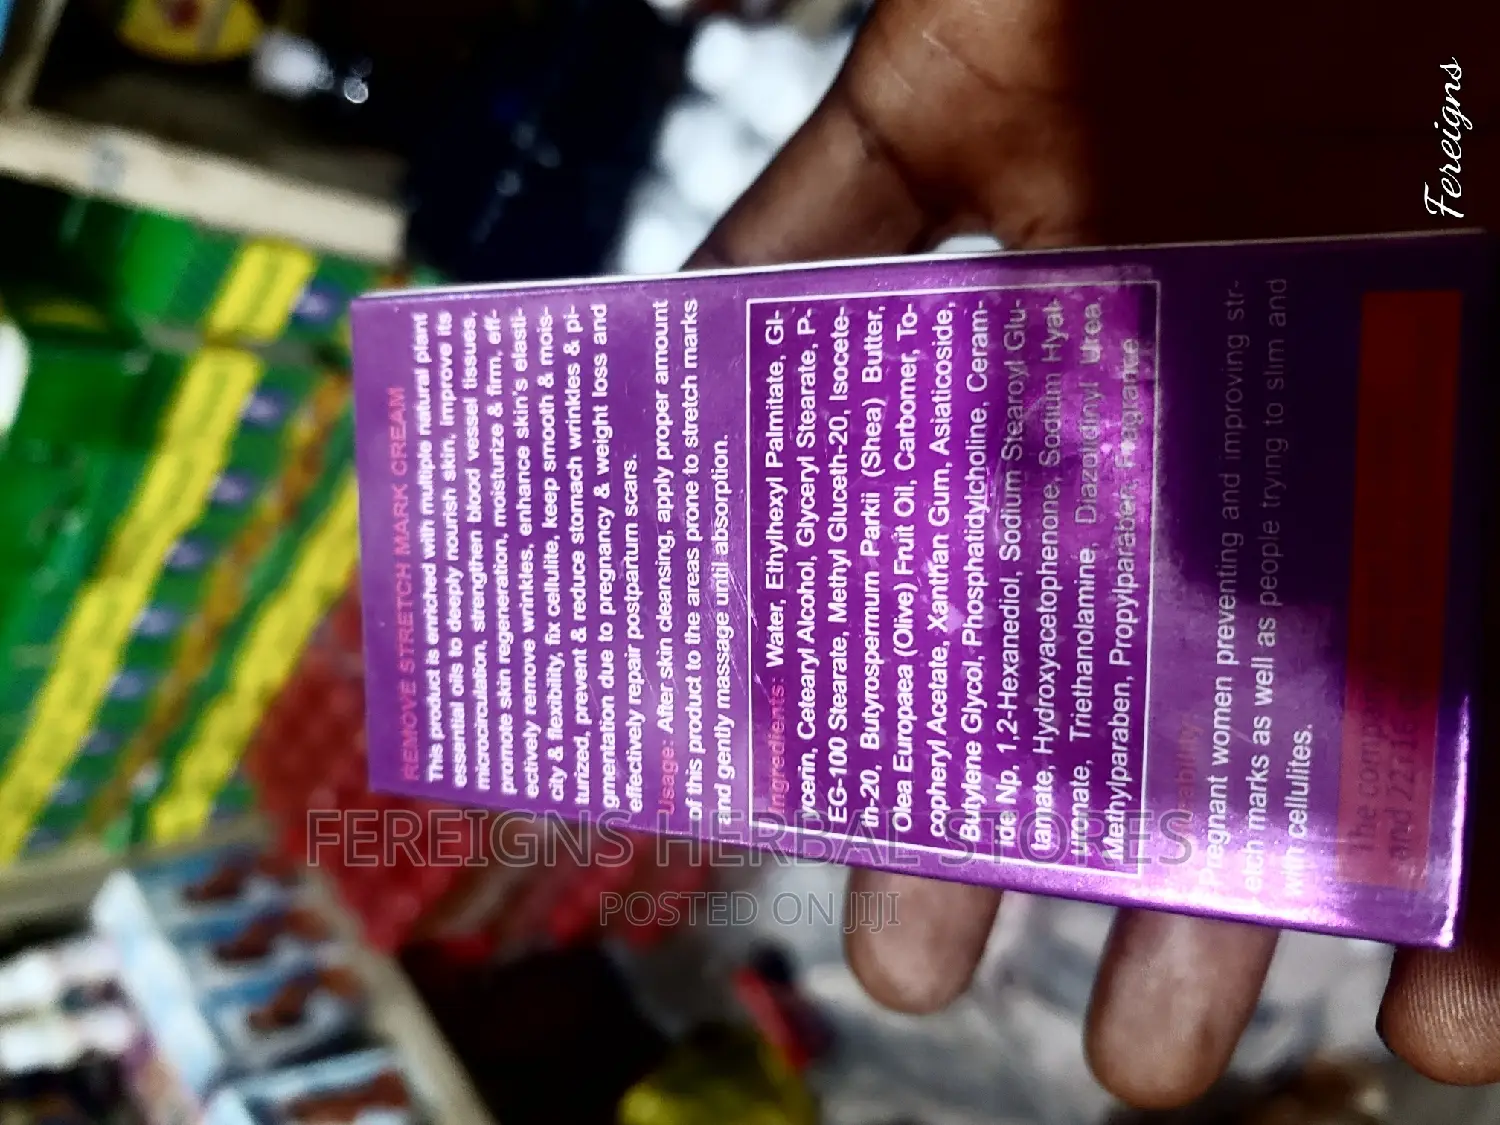 REMOVE STRETCH MARK CREAM
This product is enriched with multiple natural plant
essential oils to deeply nourish skin, improve its
microcirculation, strengthen blood vessel tissues,
promote skin regeneration, moisturize & firm, eff-
ectively remove wrinkles, enhance skin's elasti-
city & flexibility, fix cellulite, keep smooth & mois-
turized, prevent & reduce stomach wrinkles & pi-
gmentation due to pregnancy & weight loss and
effectively repair postpartum scars.
Usage: After skin cleansing, apply proper amount
of this product to the areas prone to stretch marks
and gently massage until absorption.
Ingredients: Water, Ethylhexyl Palmitate, Gl-
ycerin, Cetearyl Alcohol, Glyceryl Stearate, P-
EG-100 Stearate, Methyl Gluceth-20, Isocete-
th-20, Butyrospermum Parkii (Shea) Butter,
Olea Europaea (Olive) Fruit Oil, Carbomer, To-
copheryl Acetate, Xanthan Gum, Asiaticoside,
Butylene Glycol, Phosphatidylcholine, Ceram-
ide Np, 1,2-Hexanediol, Sodium Stearoyl Glu-
tamate, Hydroxyacetophenone, Sodium Hyal-
uronate, Triethanolamine, Diazolidinyl Urea,
Methylparaben, Propylparaben, Fragrance
Pregnant women preventing and improving str-
etch marks as well as people trying to slim and
with cellulites.
The
and
Fereigns
FEREIGNS HERBAL STORES
POSTED ON JIJI